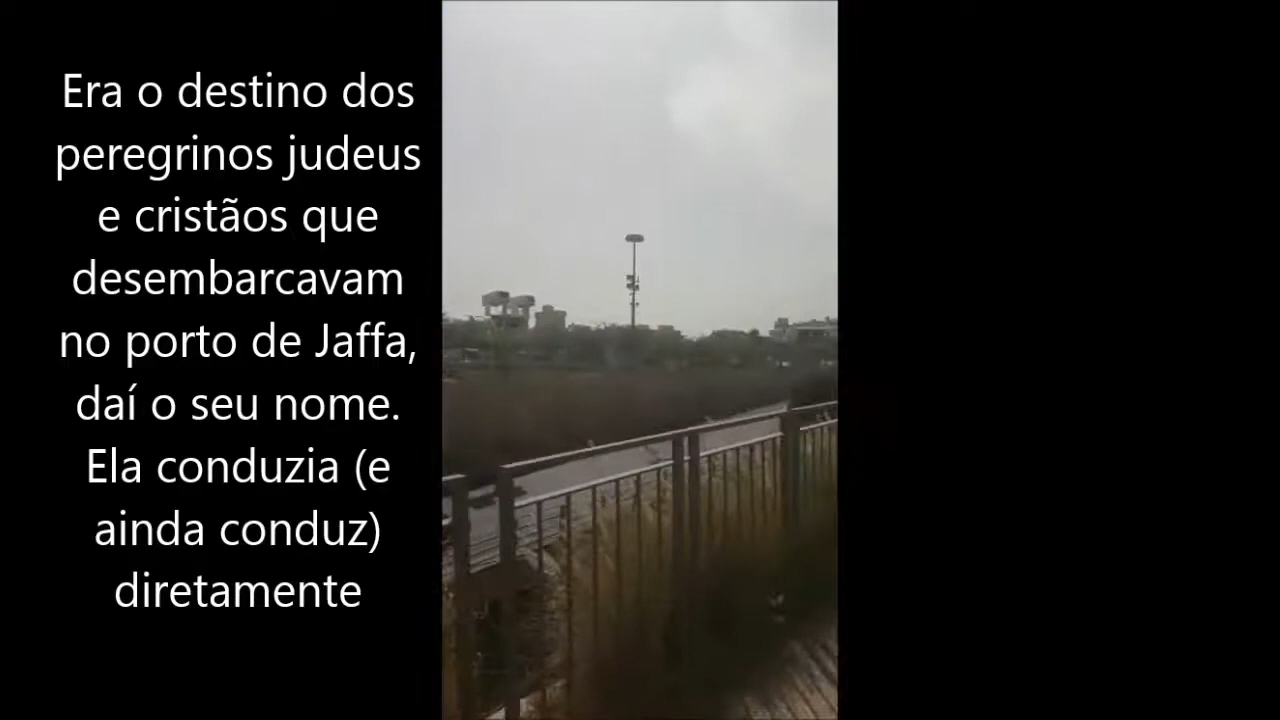 Era o destino dos
peregrinos judeus
e cristãos que
desembarcavam
no porto de Jaffa,
daí o seu nome.
Ela conduzia (e
ainda conduz)
diretamente